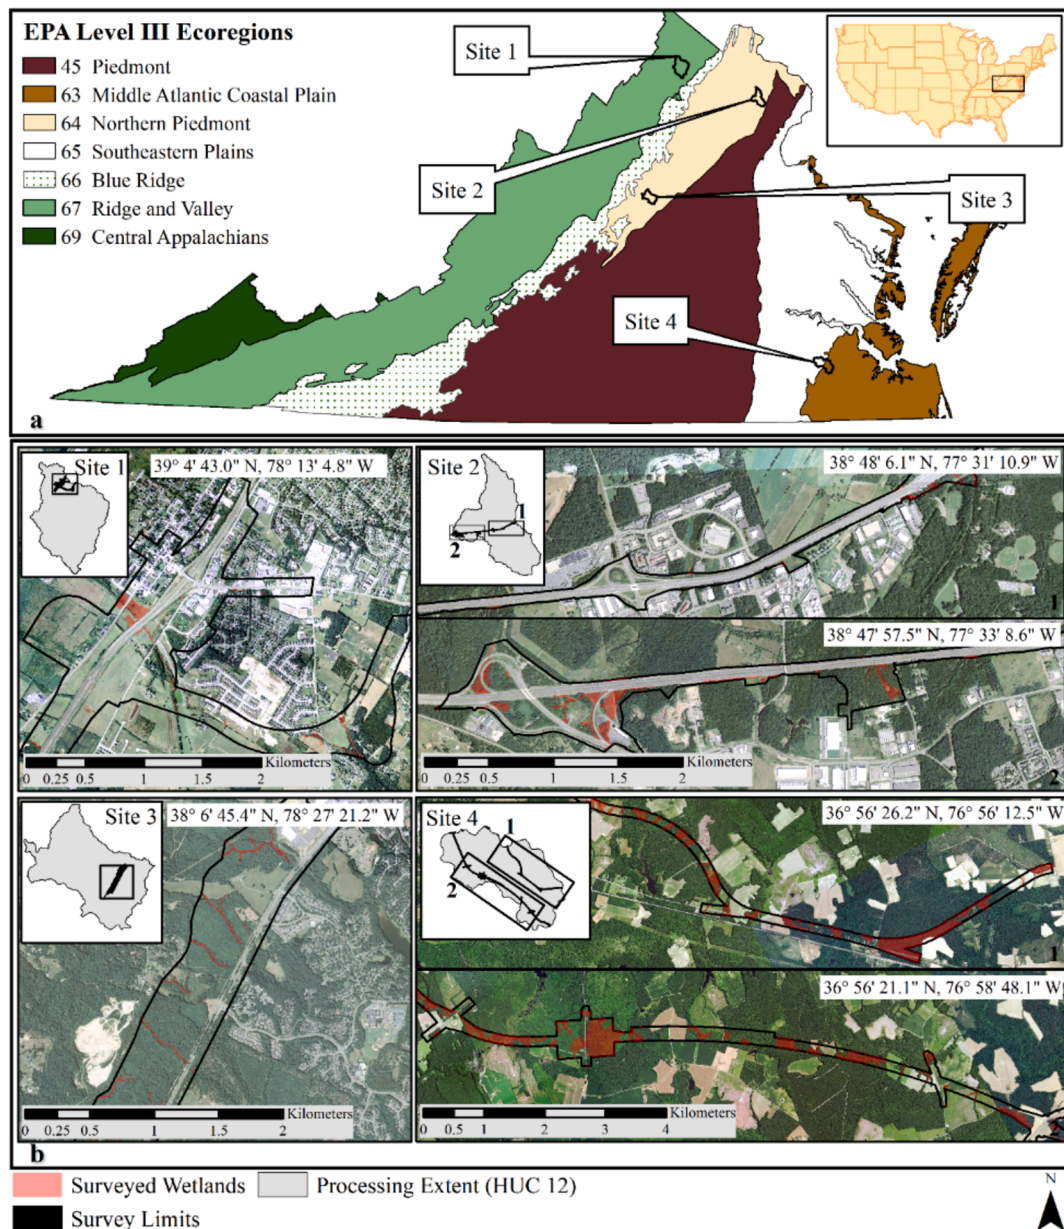 EPA Level III Ecoregions
45 Piedmont
63 Middle Atlantic Coastal Plain
64 Northern Piedmont
65 Southeastern Plains
66 Blue Ridge
67 Ridge and Valley
69 Central Appalachians
Site 1
Site 2
Site 3
Site 4
a
Site 1
39° 4' 43.0" N, 78° 13' 4.8" W
Kilometers
0 0.25 0.5 1 1.5 2
Site 2
1
2
38° 48' 6.1" N, 77° 31' 10.9" W
1
38° 47' 57.5" N, 77° 33' 8.6" W
Kilometers
0 0.25 0.5 1 1.5 2
2
Site 3
38° 6' 45.4" N, 78° 27' 21.2" W
Kilometers
0 0.25 0.5 1 1.5 2
Site 4
1
2
36° 56' 26.2" N, 76° 56' 12.5" W
1
36° 56' 21.1" N, 76° 58' 48.1" W
Kilometers
0 0.5 1 2 3 4
2
b
Surveyed Wetlands
Processing Extent (HUC 12)
Survey Limits
N